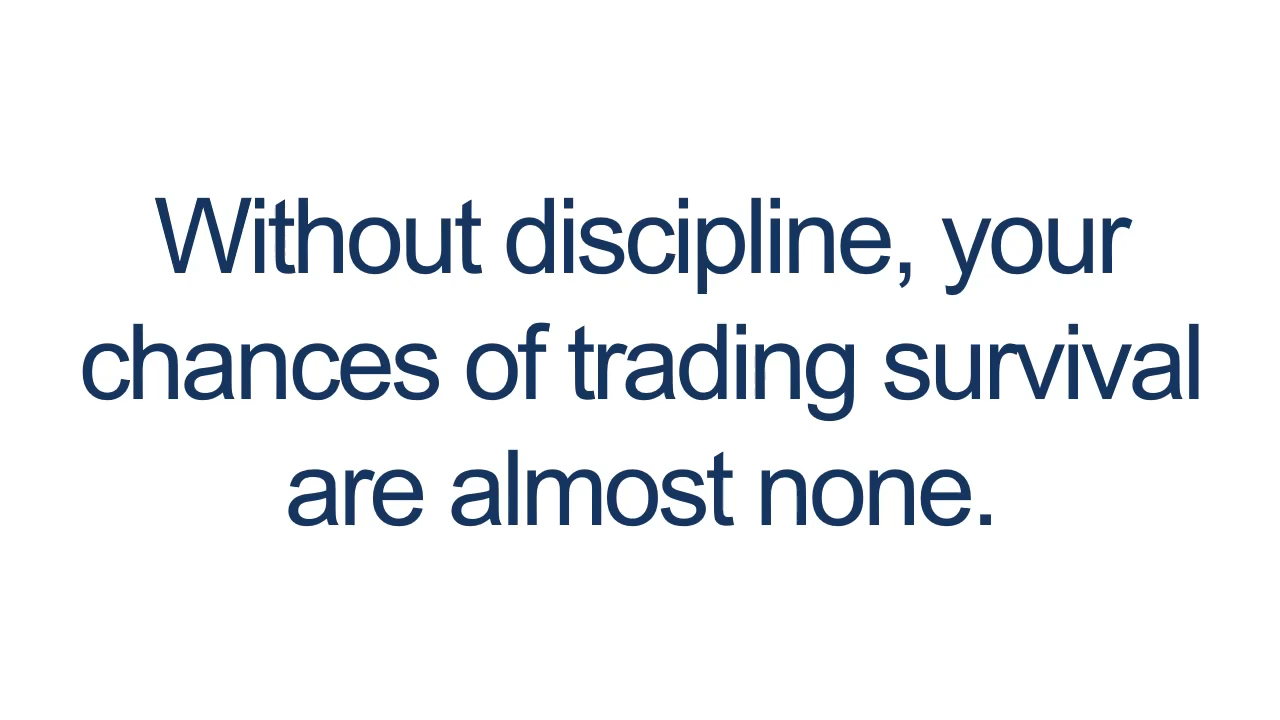 Without discipline, your
chances of trading survival
are almost none.